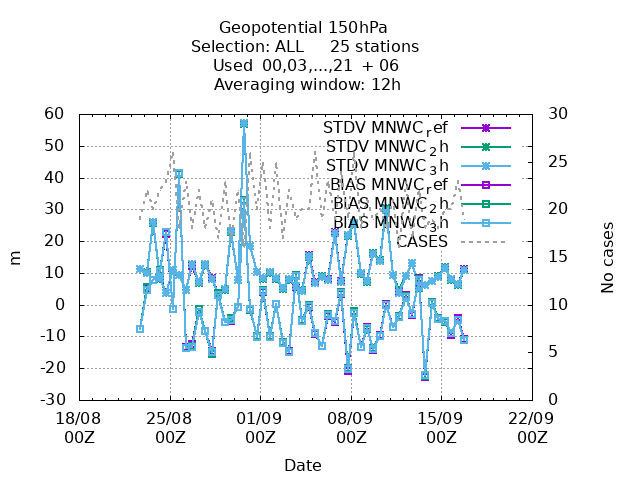 Geopotential 150hPa
Selection: ALL 25 stations
Used 00,03,...,21 + 06
Averaging window: 12h
STDV MNWC_ref
STDV MNWC_2h
STDV MNWC_3h
BIAS MNWC_ref
BIAS MNWC_2h
BIAS MNWC_3h
CASES
60
50
40
30
20
10
0
-10
-20
-30
m
30
25
20
15
10
5
0
No cases
18/08 25/08 01/09 08/09 15/09 22/09
00Z 00Z 00Z 00Z 00Z 00Z
Date